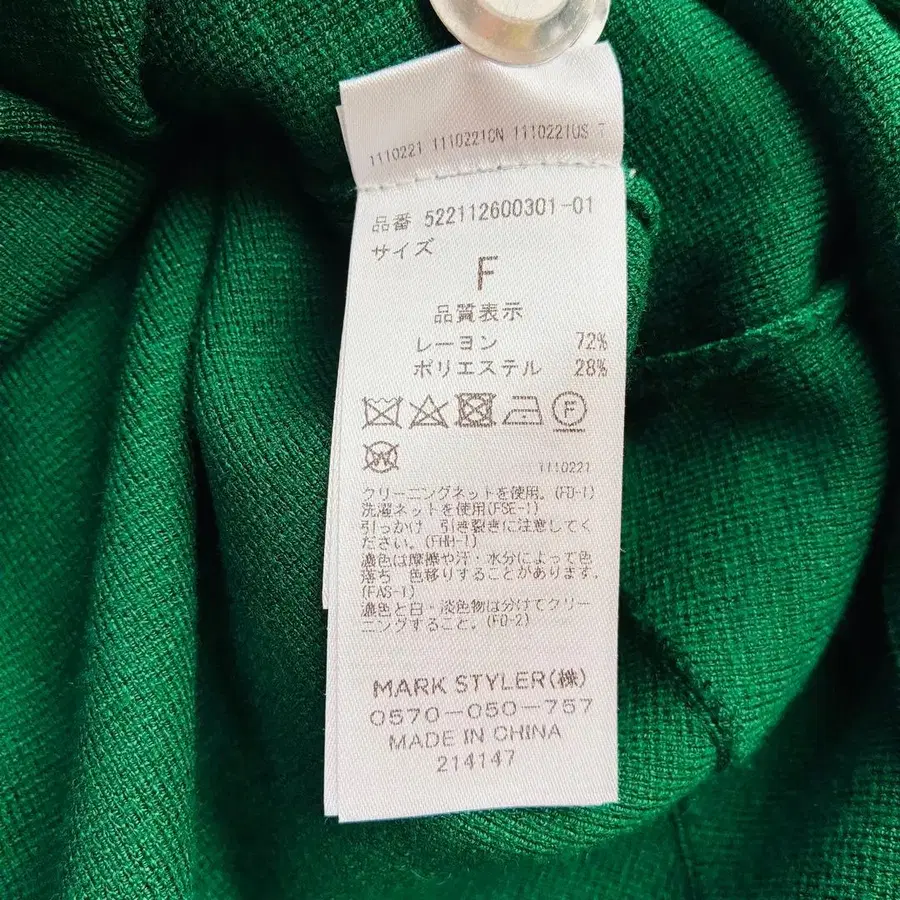 1110221 1110221CN 1110221US T
品番 522112600301-01
サイズ
F
品質表示
レーヨン 72%
ポリエステル 28%
F
W
1110221
クリーニングネットを使用。(FO-1)
洗濯ネットを使用(FSE-1)
引っかけ、引き裂きに注意してく
ださい。(FHH-1)
濃色は摩擦や汗・水分によって色
落ち 色移りすることがあります。
(FAS-1)
濃色と白・淡色物は分けてクリー
ニングすること。(FO-2)
MARK STYLER(株)
0570-050-757
MADE IN CHINA
214147